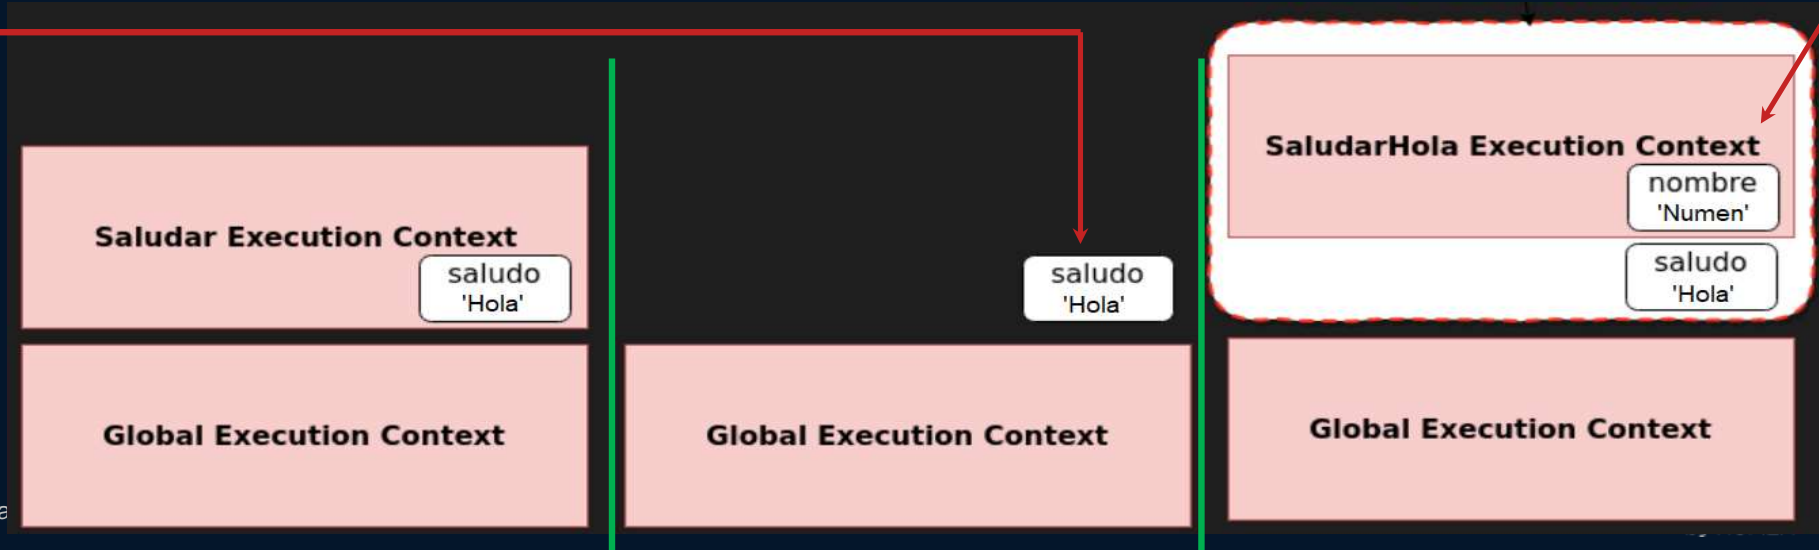 Saludar Execution Context
saludo
'Hola'
Global Execution Context
saludo
'Hola'
Global Execution Context
SaludarHola Execution Context
nombre
'Numen'
saludo
'Hola'
Global Execution Context